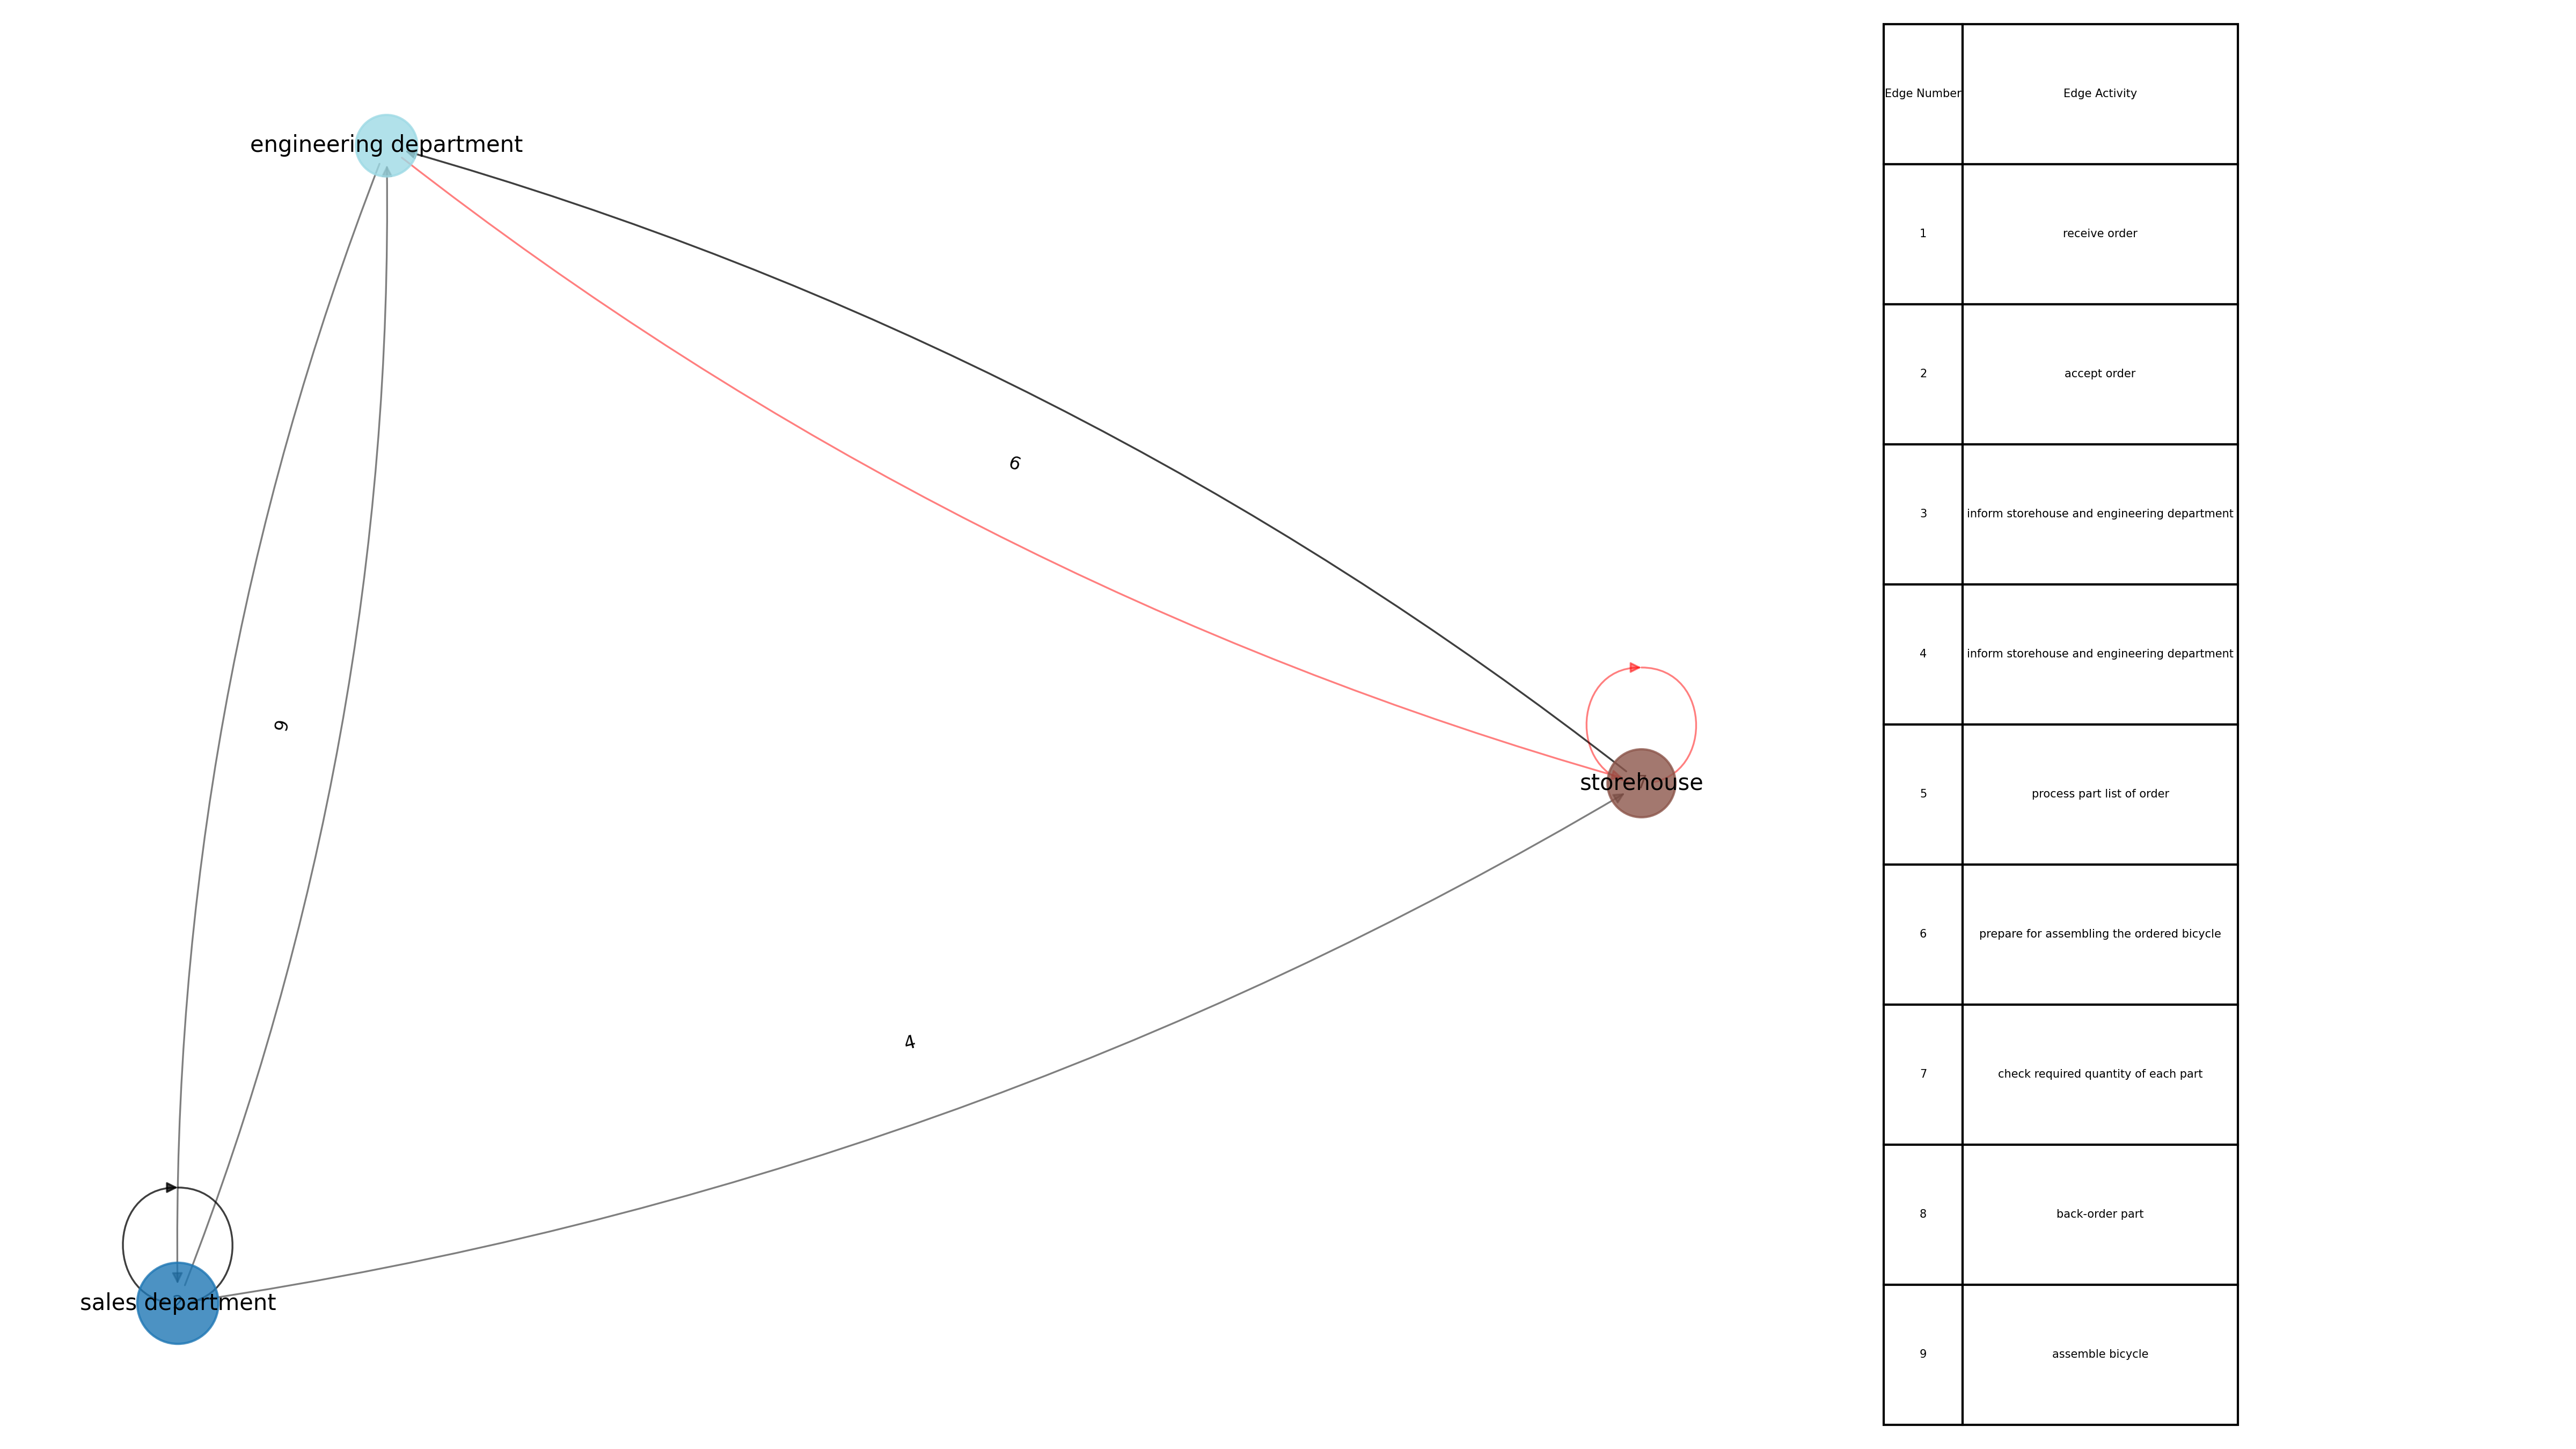 engineering department
6
9
storehouse
4
sales department
Edge Number Edge Activity
1 receive order
2 accept order
3 inform storehouse and engineering department
4 inform storehouse and engineering department
5 process part list of order
6 prepare for assembling the ordered bicycle
7 check required quantity of each part
8 back-order part
9 assemble bicycle